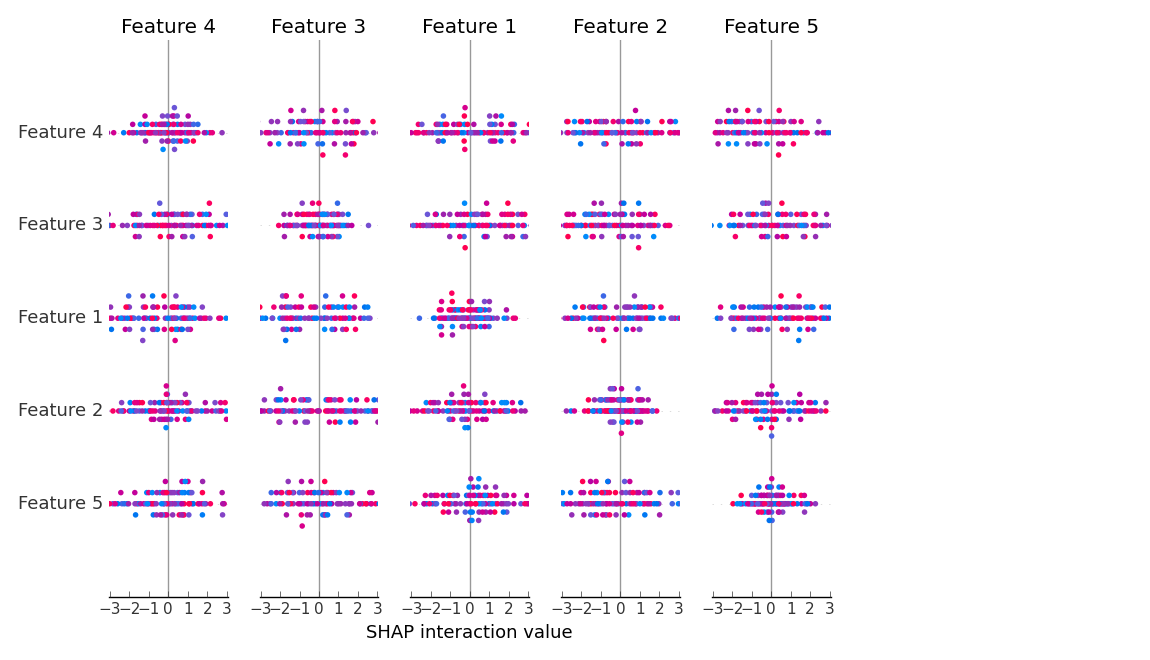 Feature 4 Feature 3 Feature 1 Feature 2 Feature 5
Feature 4
Feature 3
Feature 1
Feature 2
Feature 5
−3 −2 −1 0 1 2 3 −3 −2 −1 0 1 2 3 −3 −2 −1 0 1 2 3 −3 −2 −1 0 1 2 3 −3 −2 −1 0 1 2 3
SHAP interaction value